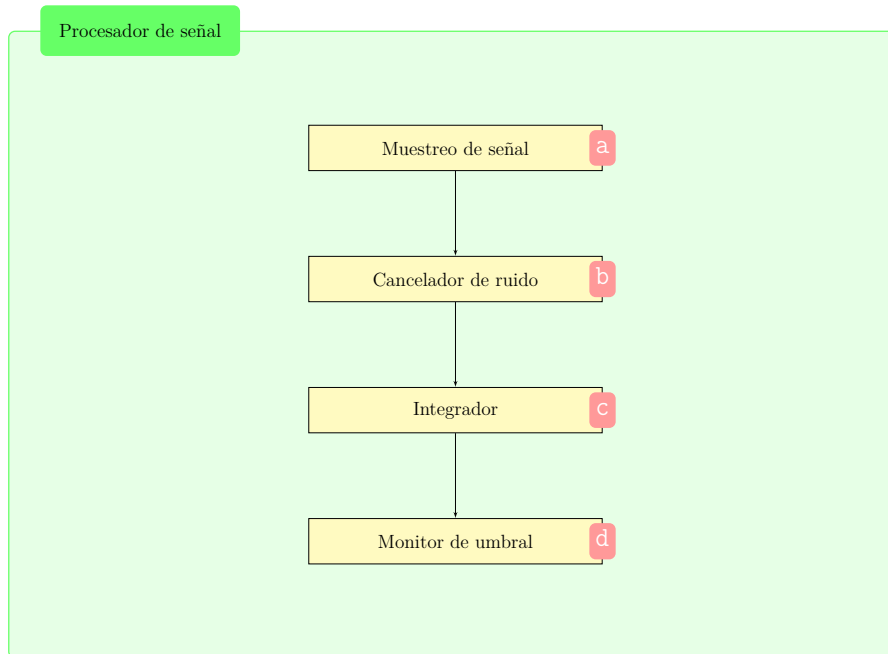 Procesador de señal
Muestreo de señal a
Cancelador de ruido b
Integrador c
Monitor de umbral d